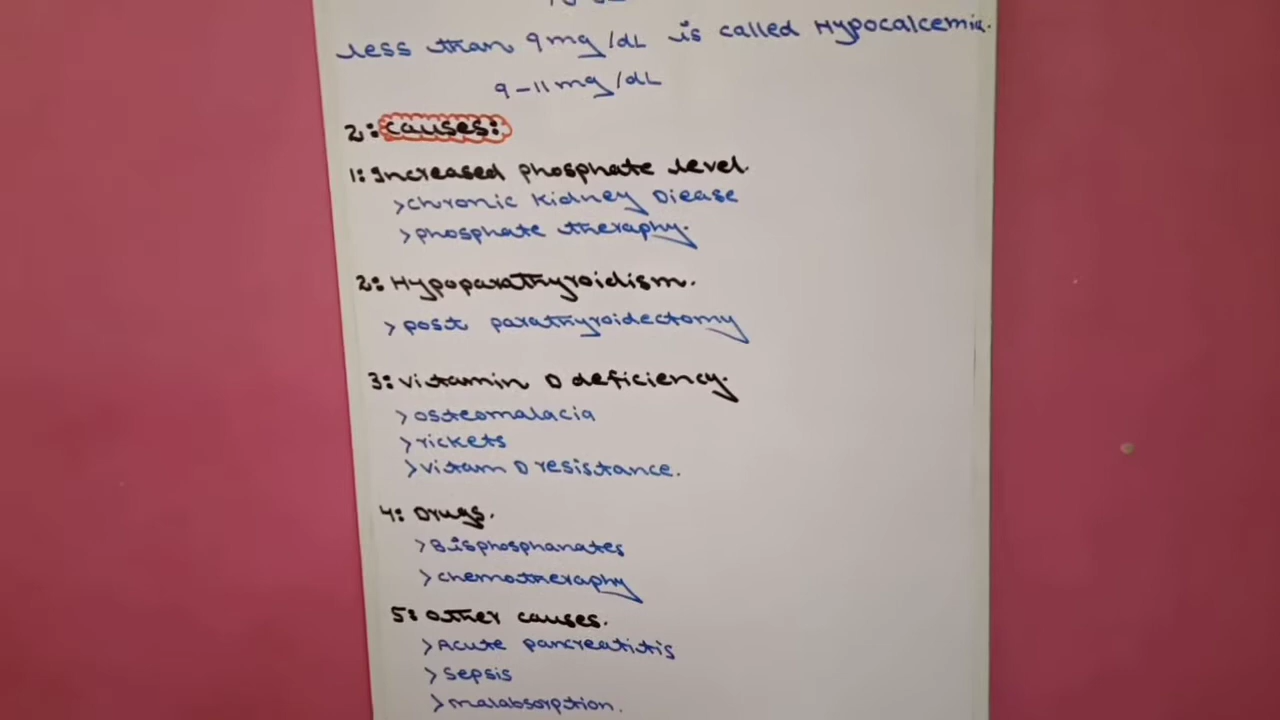 less than 9mg/dL is called Hypocalcemia.
9-11mg/dL
2: causes:
1: Increased phosphate level.
>chronic kidney Diease
>phosphate theraphy.
2: Hypoparathyroidism.
> post parathyroidectomy
3: vitamin D deficiency.
>osteomalacia
>rickets
>vitam D resistance.
4: Drugs.
>Bisphosphanates
>chemotheraphy
5: other causes.
>Acute pancreatitis
>sepsis
>malabsorption.